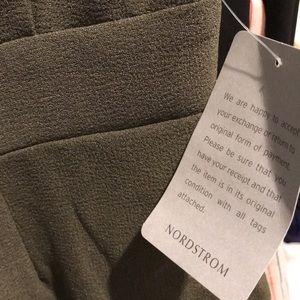 We are happy to accept
your exchange or return to
original form of payment.
Please be sure that you
have your receipt and that
the item is in its original
condition with all tags
attached.
NORDSTROM